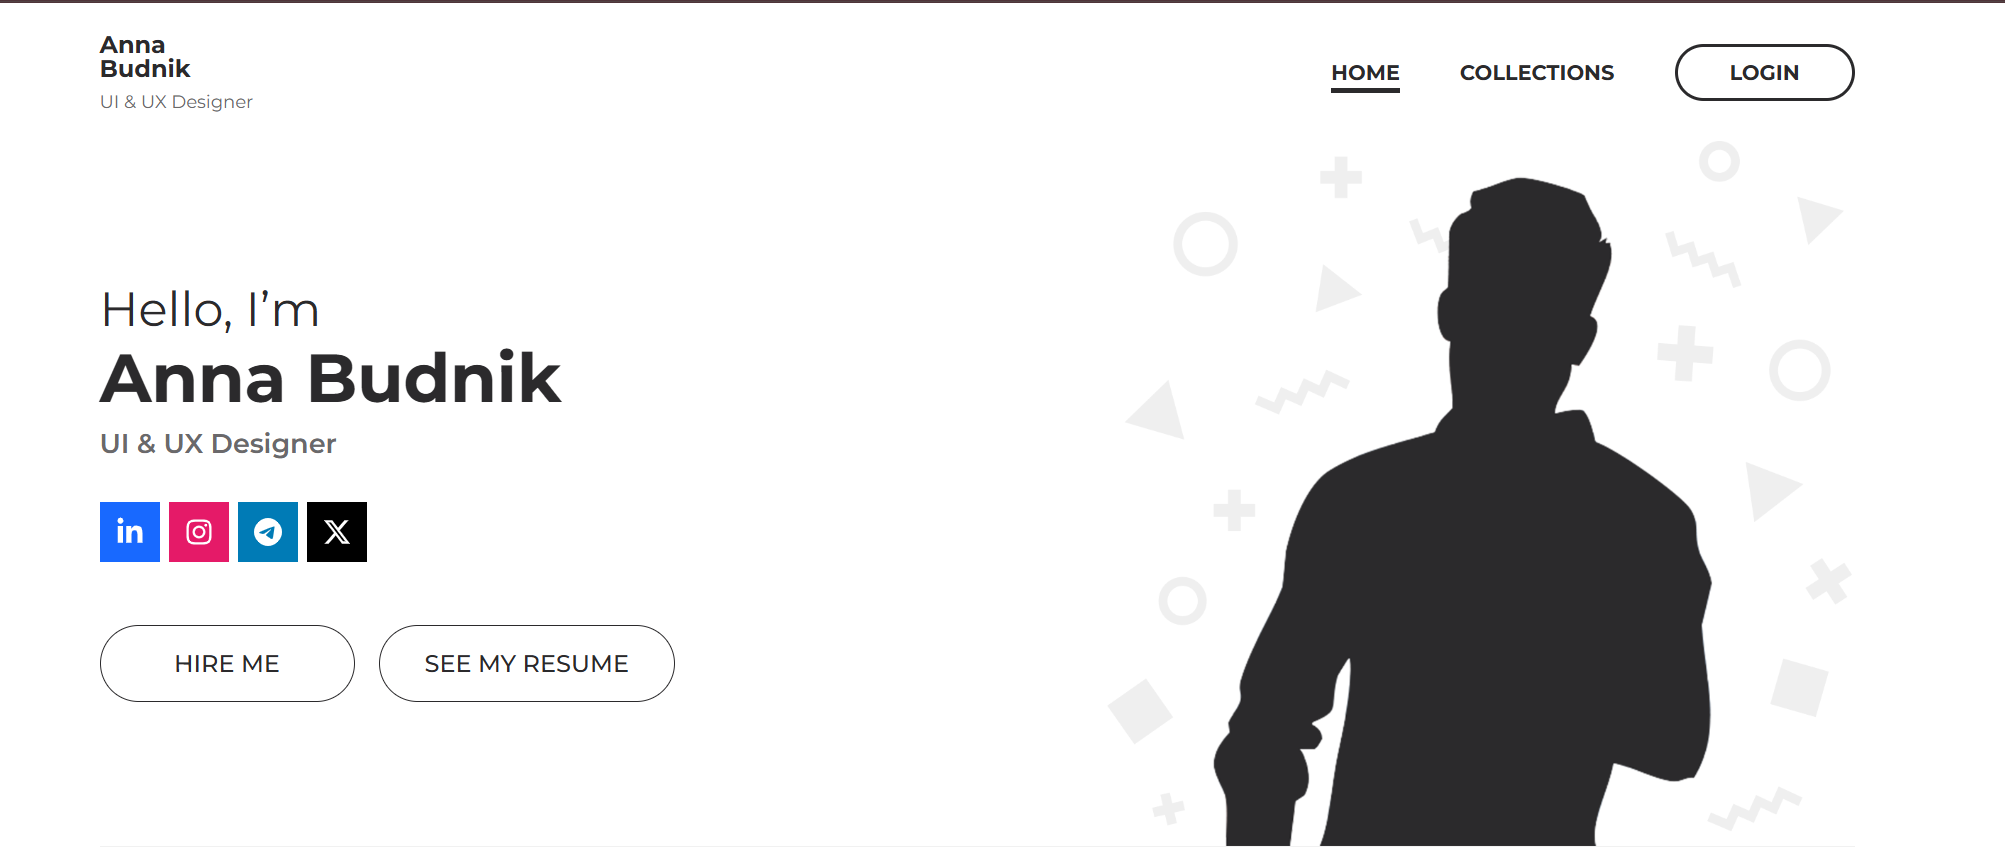 Anna
Budnik
UI & UX Designer
HOME COLLECTIONS LOGIN
Hello, I’m
Anna Budnik
UI & UX Designer
in
HIRE ME SEE MY RESUME